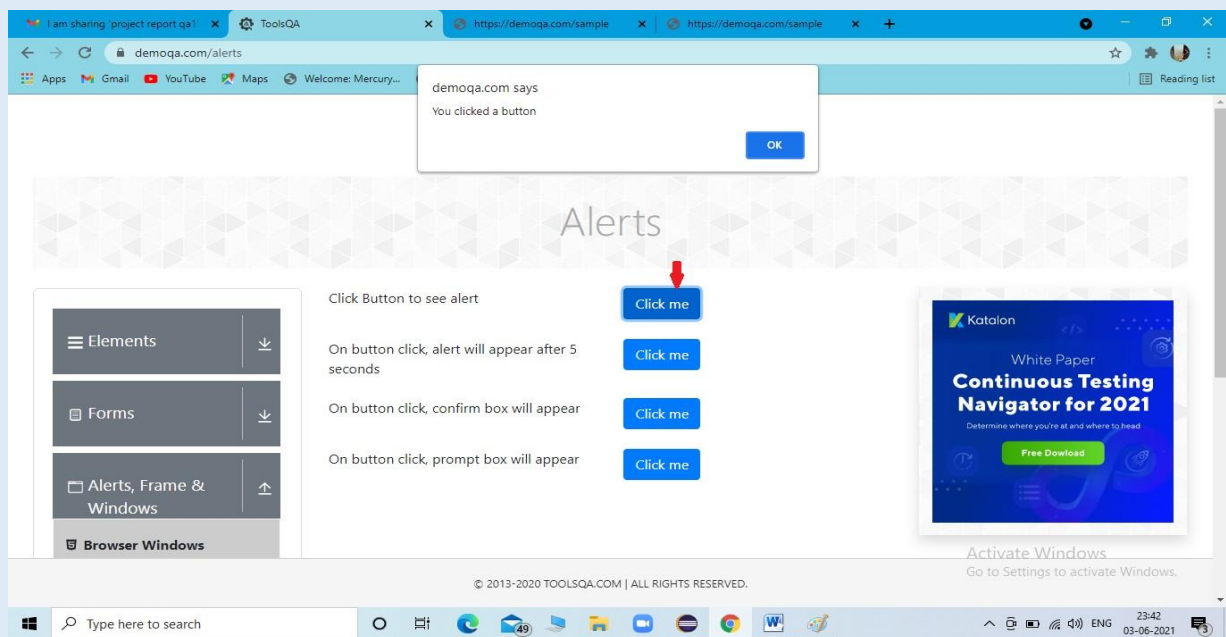 I am sharing 'project report qa1
ToolsQA
https://demoqa.com/sample
https://demoqa.com/sample
demoqa.com/alerts
Apps
Gmail
YouTube
Maps
Welcome: Mercury...
Reading list
demoqa.com says
You clicked a button
OK
Alerts
Click Button to see alert
Click me
On button click, alert will appear after 5
seconds
Click me
On button click, confirm box will appear
Click me
On button click, prompt box will appear
Click me
Elements
Forms
Alerts, Frame &
Windows
Browser Windows
Katalon
White Paper
Continuous Testing
Navigator for 2021
Determine where you're at and where to head
Free Dowload
Activate Windows
Go to Settings to activate Windows.
© 2013-2020 TOOLSQA.COM | ALL RIGHTS RESERVED.
Type here to search
49
W
ENG
23:42
03-06-2021
3